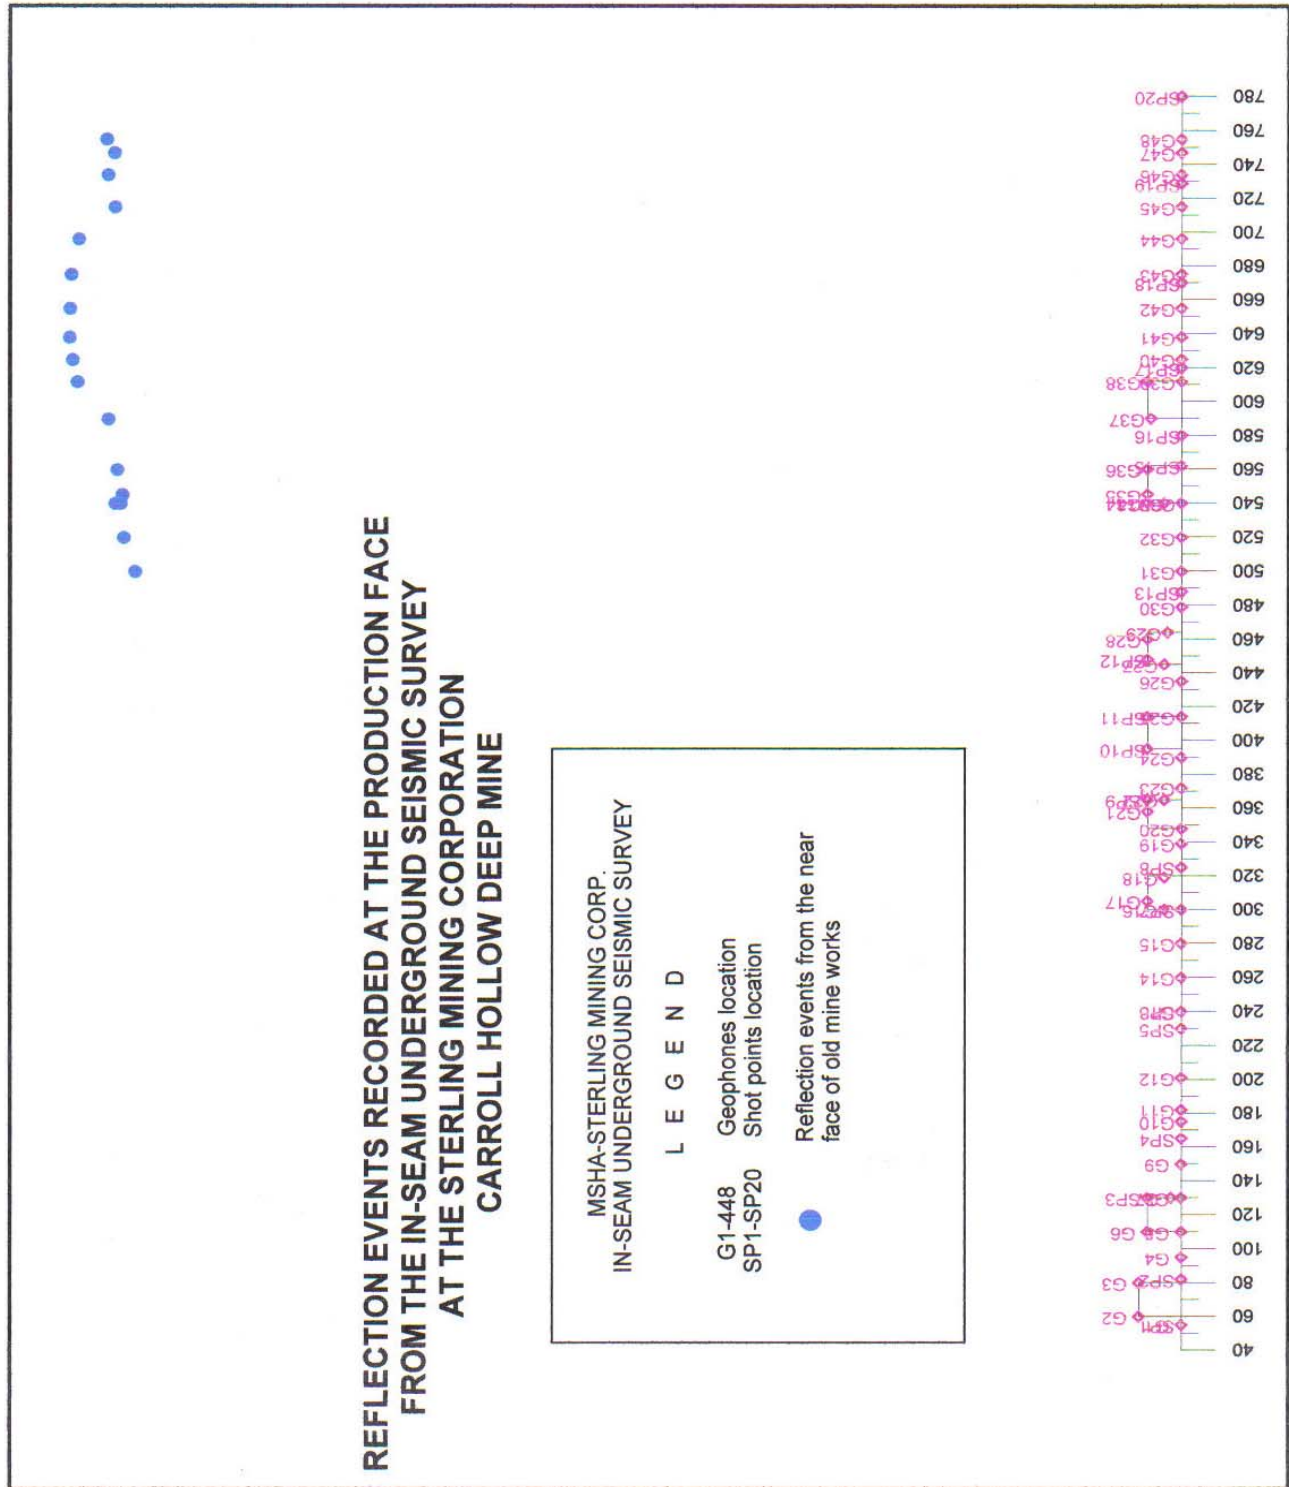 REFLECTION EVENTS RECORDED AT THE PRODUCTION FACE
FROM THE IN-SEAM UNDERGROUND SEISMIC SURVEY
AT THE STERLING MINING CORPORATION
CARROLL HOLLOW DEEP MINE
MSHA-STERLING MINING CORP.
IN-SEAM UNDERGROUND SEISMIC SURVEY
L E G E N D
G1-448 Geophones location
SP1-SP20 Shot points location
Reflection events from the near
face of old mine works
SP20
G48
G47
G46
SP19
G45
G44
G43
SP18
G42
G41
G40
SP17
G38
G37
SP16
G36
G35
G32
G31
SP13
G30
G29
G28
SP12
G26
SP11
SP10
G24
G23
SP9
G21
G20
G19
SP8
G18
G17
G15
G14
SP5
G12
G11
G10
SP4
G9
SP3
G6
G4
G3
SP2
G2
780
760
740
720
700
680
660
640
620
600
580
560
540
520
500
480
460
440
420
400
380
360
340
320
300
280
260
240
220
200
180
160
140
120
100
80
60
40